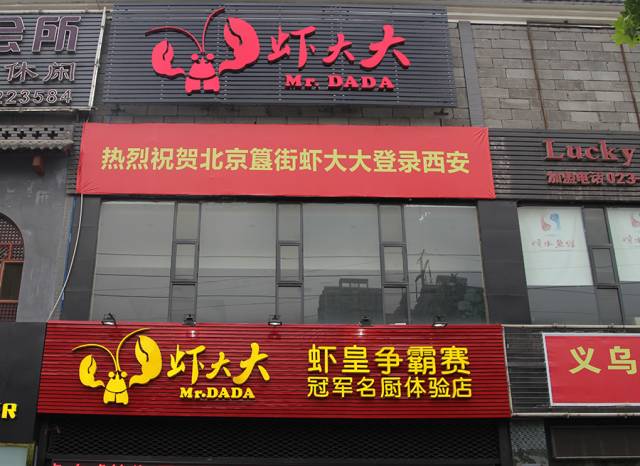 会所
休闲
223584
虾大大
Mr. DADA
热烈祝贺北京簋街虾大大登录西安
Lucky
加盟电话023
虾大大
Mr.DADA
虾皇争霸赛
冠军名厨体验店
义乌